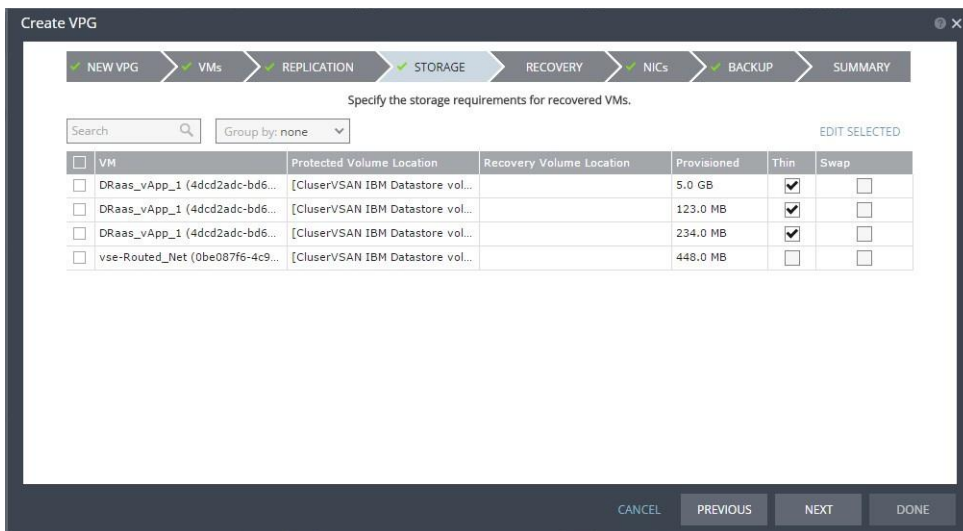 Create VPG
NEW VPG VMs REPLICATION STORAGE RECOVERY NICs BACKUP SUMMARY
Specify the storage requirements for recovered VMs.
Search Group by: none EDIT SELECTED
VM Protected Volume Location Recovery Volume Location Provisioned Thin Swap
DRaas_vApp_1 (4dcd2adc-bd6... [CluserVSAN IBM Datastore vol... 5.0 GB
DRaas_vApp_1 (4dcd2adc-bd6... [CluserVSAN IBM Datastore vol... 123.0 MB
DRaas_vApp_1 (4dcd2adc-bd6... [CluserVSAN IBM Datastore vol... 234.0 MB
vse-Routed_Net (0be087f6-4c9... [CluserVSAN IBM Datastore vol... 448.0 MB
CANCEL PREVIOUS NEXT DONE